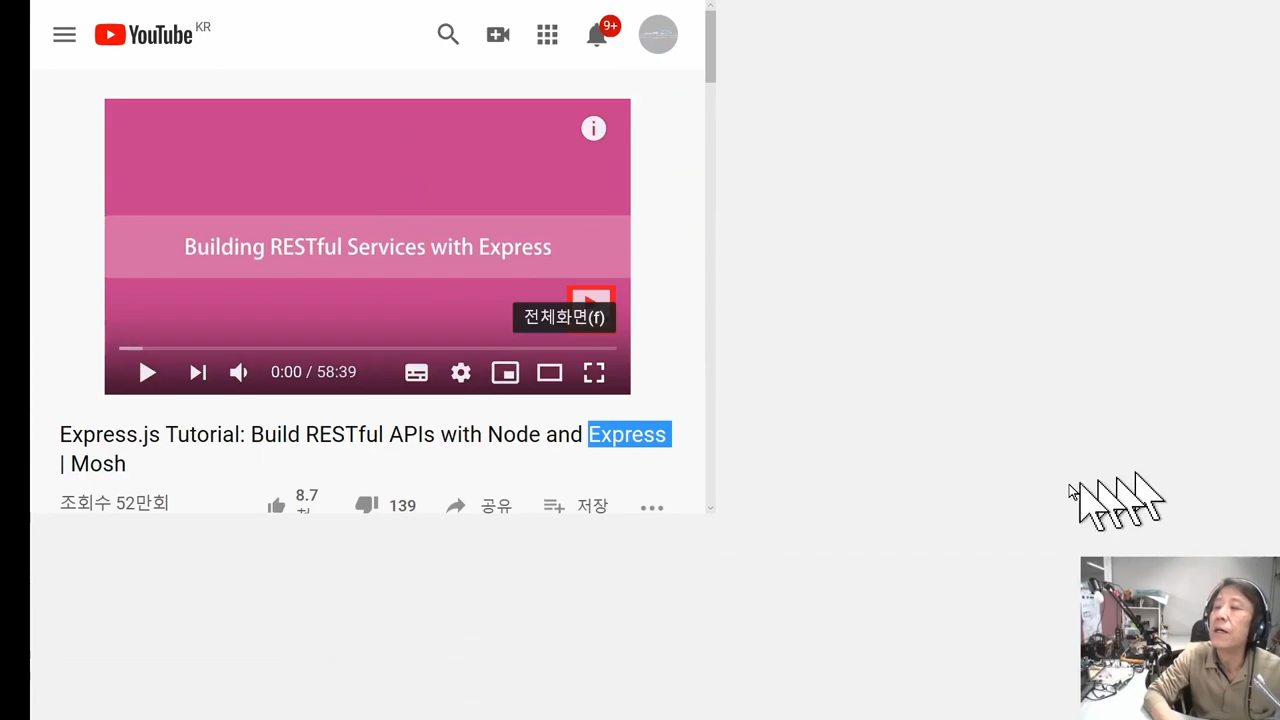 YouTube KR
9+
i
Building RESTful Services with Express
전체화면(f)
0:00 / 58:39
Express.js Tutorial: Build RESTful APIs with Node and Express
| Mosh
조회수 52만회
8.7
139
공유
저장